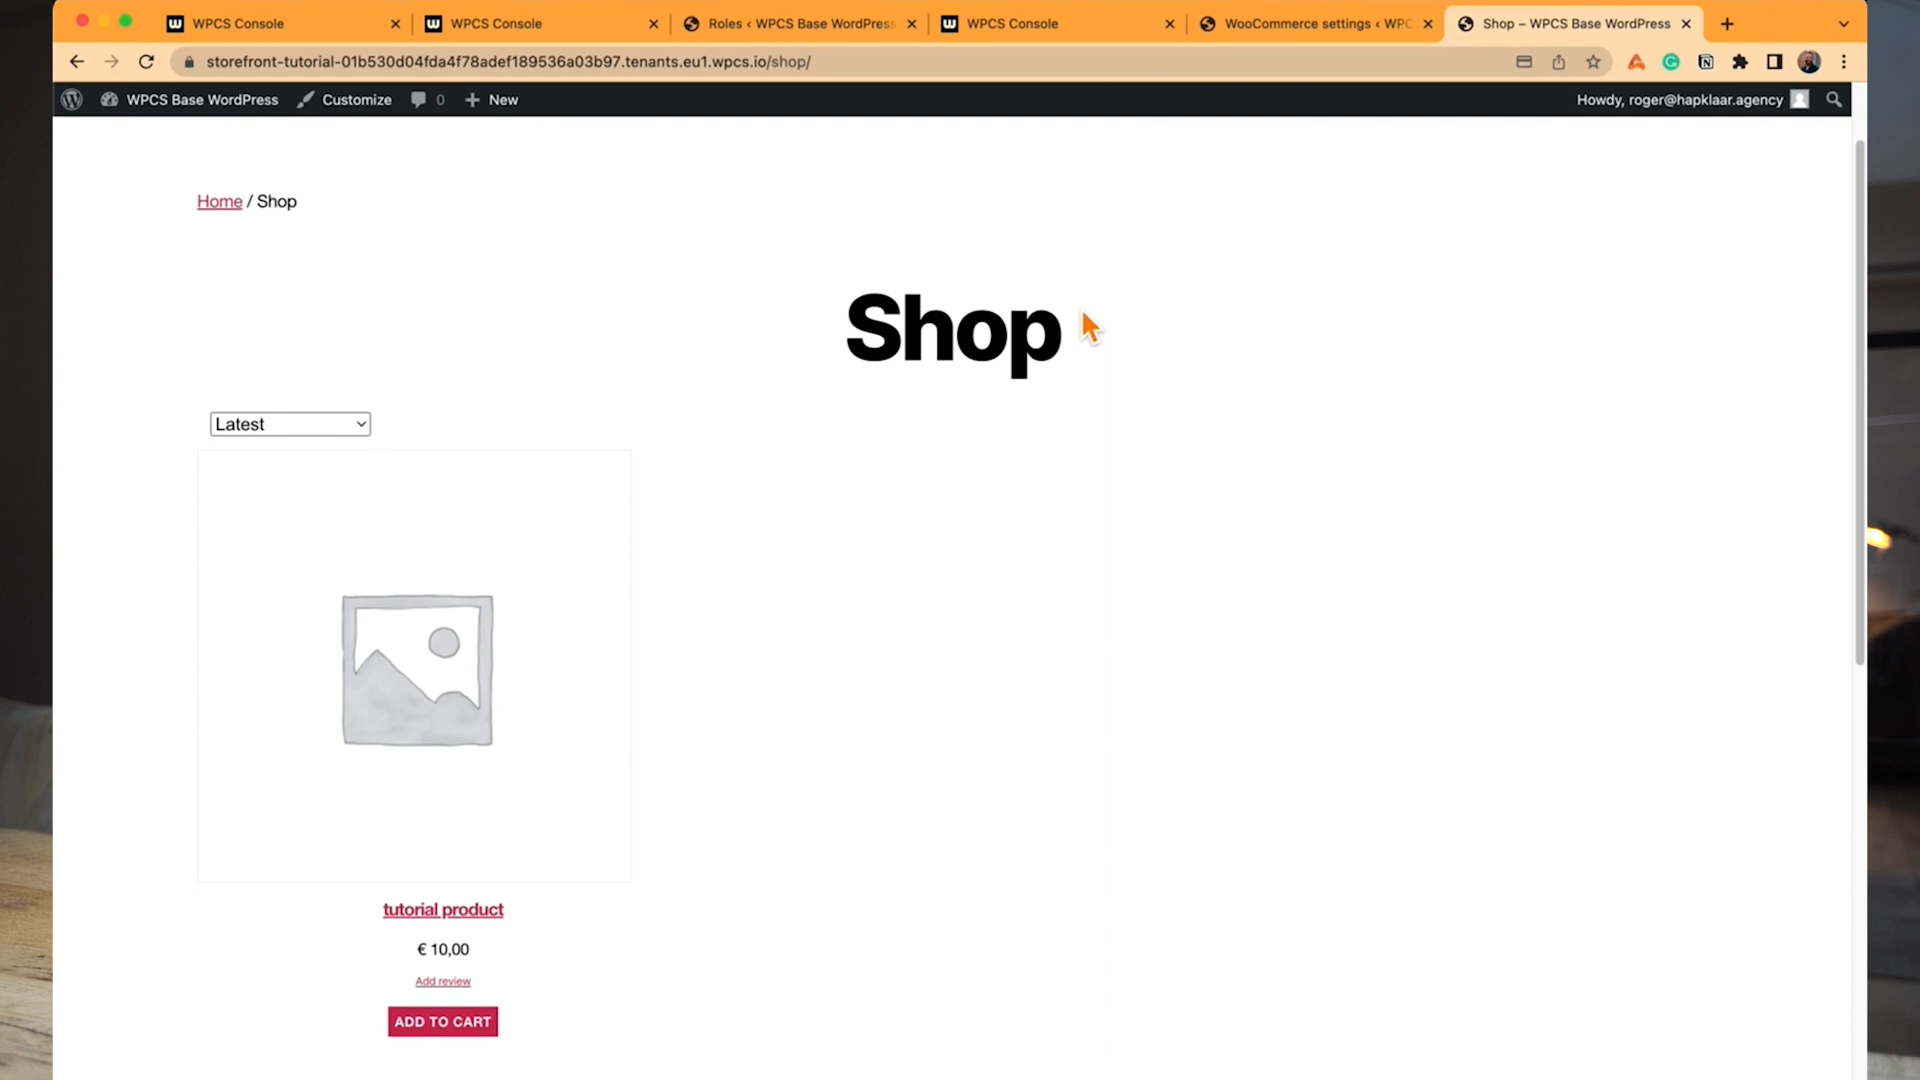 WPCS Console
WPCS Console
Roles ‹ WPCS Base WordPress
WPCS Console
WooCommerce settings ‹ WPC
Shop – WPCS Base WordPress
storefront-tutorial-01b530d04fda4f78adef189536a03b97.tenants.eu1.wpcs.io/shop/
WPCS Base WordPress
Customize
0
New
Howdy, roger@hapklaar.agency
Home / Shop
Shop
Latest
tutorial product
€ 10,00
Add review
ADD TO CART